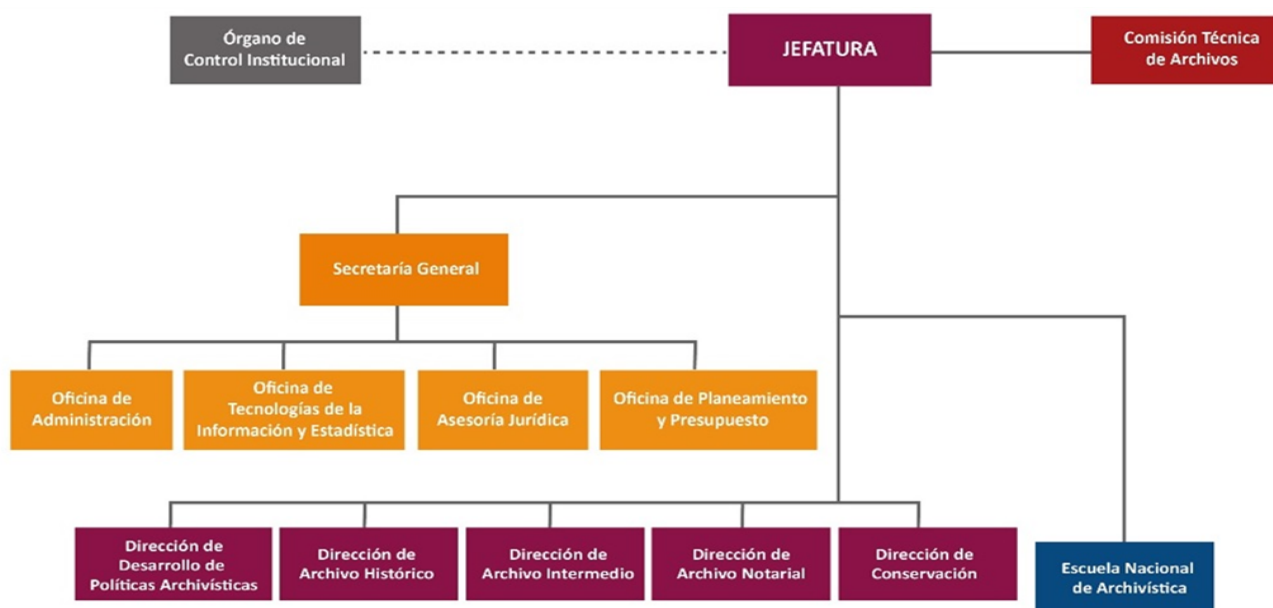 Órgano de
Control Institucional
JEFATURA
Comisión Técnica
de Archivos
Secretaría General
Oficina de
Administración
Oficina de
Tecnologías de la
Información y Estadística
Oficina de
Asesoría Jurídica
Oficina de Planeamiento
y Presupuesto
Dirección de
Desarrollo de
Políticas Archivísticas
Dirección de
Archivo Histórico
Dirección de
Archivo Intermedio
Dirección de
Archivo Notarial
Dirección de
Conservación
Escuela Nacional
de Archivística